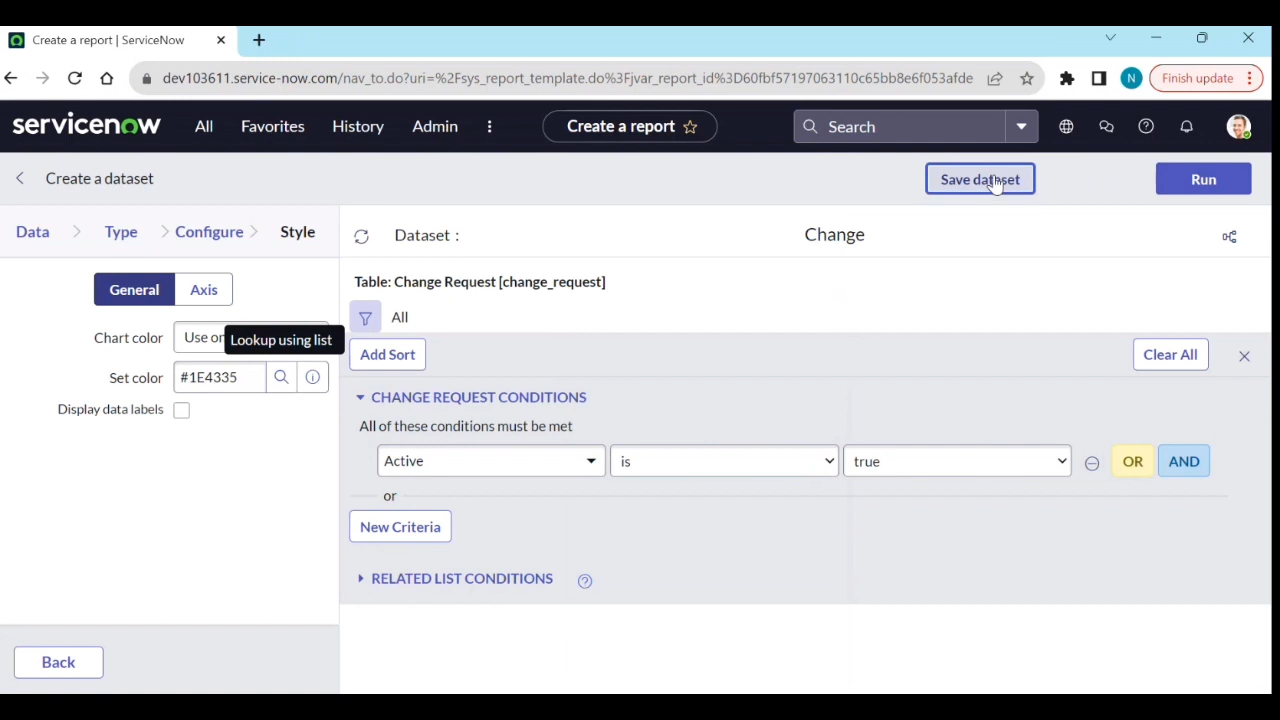 Create a report | ServiceNow
dev103611.service-now.com/nav_to.do?uri=%2Fsys_report_template.do%3Fjvar_report_id%3D60fbf57197063110c65bb8e6f053afde
N
Finish update
servicenow
All
Favorites
History
Admin
Create a report
Search
Create a dataset
Save dataset
Run
Data
Type
Configure
Style
Dataset :
Change
General
Axis
Table: Change Request [change_request]
All
Chart color
Use or
Lookup using list
Add Sort
Clear All
Set color
#1E4335
Display data labels
CHANGE REQUEST CONDITIONS
All of these conditions must be met
Active
is
true
OR
AND
or
New Criteria
RELATED LIST CONDITIONS
Back